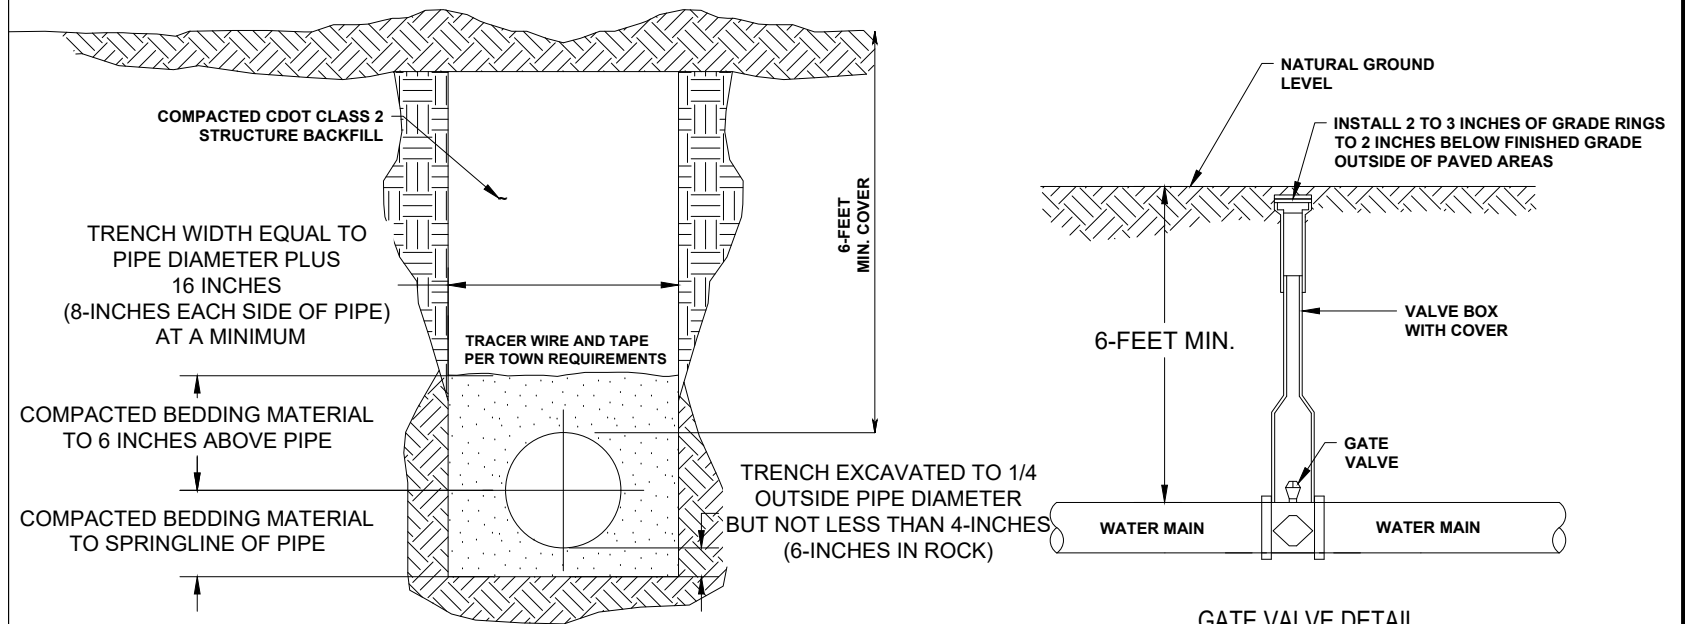 COMPACTED CDOT CLASS 2
STRUCTURE BACKFILL
TRENCH WIDTH EQUAL TO
PIPE DIAMETER PLUS
16 INCHES
(8-INCHES EACH SIDE OF PIPE)
AT A MINIMUM
TRACER WIRE AND TAPE
PER TOWN REQUIREMENTS
6-FEET
MIN. COVER
COMPACTED BEDDING MATERIAL
TO 6 INCHES ABOVE PIPE
COMPACTED BEDDING MATERIAL
TO SPRINGLINE OF PIPE
TRENCH EXCAVATED TO 1/4
OUTSIDE PIPE DIAMETER
BUT NOT LESS THAN 4-INCHES
(6-INCHES IN ROCK)
NATURAL GROUND
LEVEL
INSTALL 2 TO 3 INCHES OF GRADE RINGS
TO 2 INCHES BELOW FINISHED GRADE
OUTSIDE OF PAVED AREAS
6-FEET MIN.
VALVE BOX
WITH COVER
GATE
VALVE
WATER MAIN
WATER MAIN
GATE VALVE DETAIL